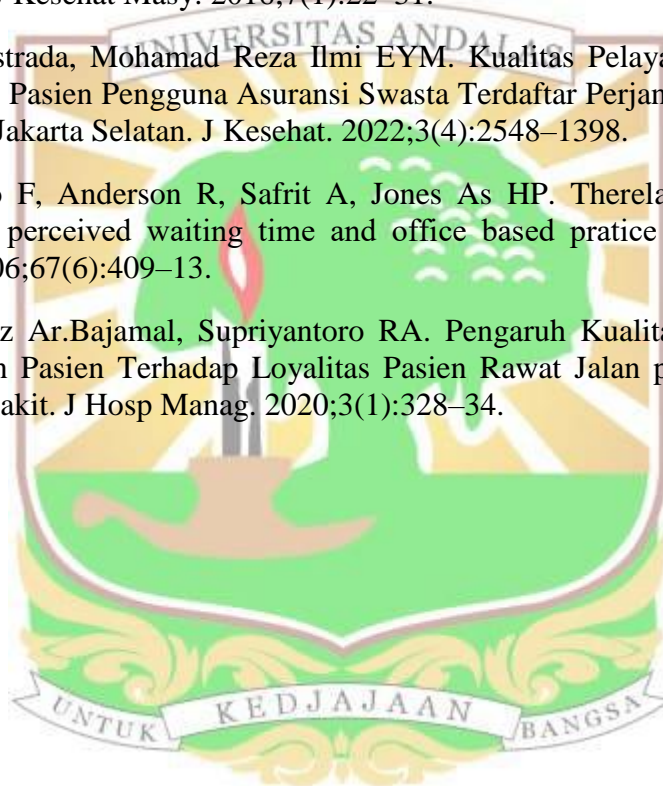 Kesehat Masy. 2016;7(1):22–31.
UNIVERSITAS ANDALAS
strada, Mohamad Reza Ilmi EYM. Kualitas Pelaya
Pasien Pengguna Asuransi Swasta Terdaftar Perjan
Jakarta Selatan. J Kesehat. 2022;3(4):2548–1398.
F, Anderson R, Safrit A, Jones As HP. Therela
perceived waiting time and office based pratice
06;67(6):409–13.
z Ar.Bajamal, Supriyantoro RA. Pengaruh Kualita
Pasien Terhadap Loyalitas Pasien Rawat Jalan p
akit. J Hosp Manag. 2020;3(1):328–34.
UNTUK KEDJAJAAN BANGSA